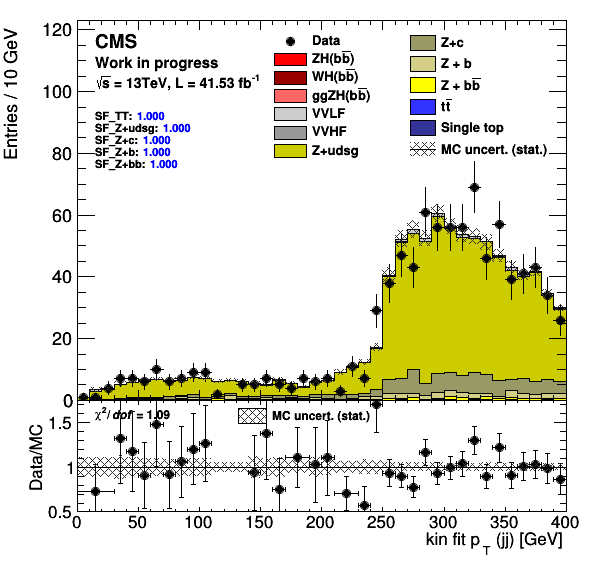 CMS
Work in progress
√s = 13TeV, L = 41.53 fb⁻¹
SF_TT: 1.000
SF_Z+udsg: 1.000
SF_Z+c: 1.000
SF_Z+b: 1.000
SF_Z+bb: 1.000
Data
ZH(bb̅)
WH(bb̅)
ggZH(bb̅)
VVLF
VVHF
Z+udsg
Z+c
Z + b
Z + bb̅
tt̅
Single top
MC uncert. (stat.)
Entries / 10 GeV
120
100
80
60
40
20
0
χ²/dof = 1.09
MC uncert. (stat.)
Data/MC
1.5
1
0.5
0 50 100 150 200 250 300 350 400
kin fit p_T (jj) [GeV]